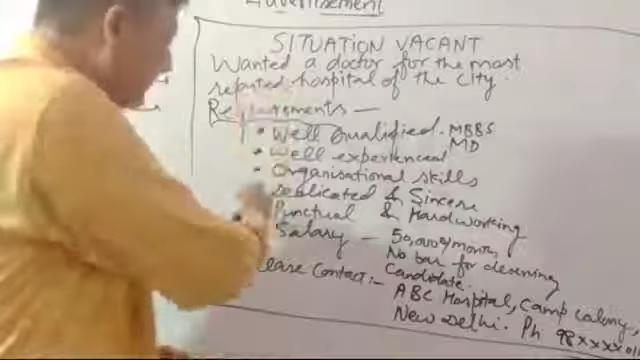 Advertisement
SITUATION VACANT
Wanted a doctor for the most
reputed hospital of the city
Requirements —
• Well Qualified. MBBS
MD
• Well experienced
• Organisational skills
Dedicated & Sincere
Punctual & Hardworking
Salary — 50,000/month,
No bar for deserving
Candidate.
Contact :-
ABC Hospital, Camp Colony,
New Delhi. Ph 98xxxx01